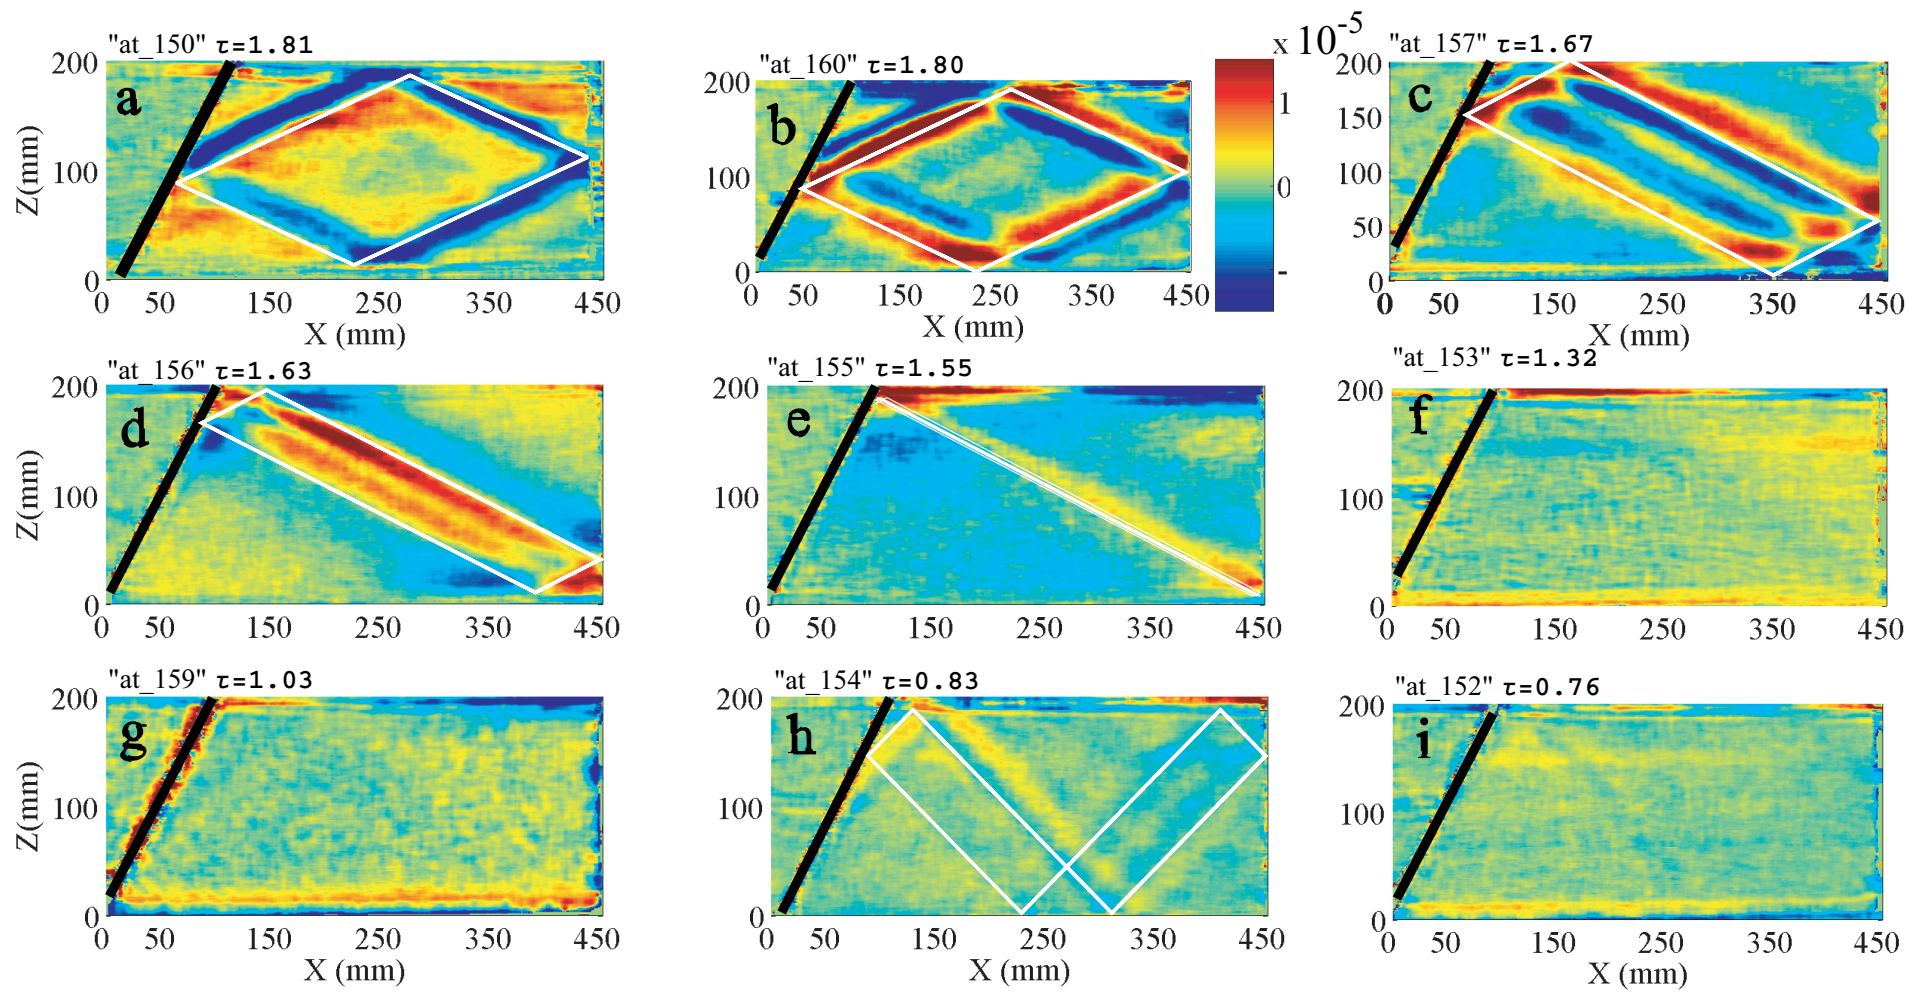 "at_150" τ=1.81
a
200
100
0
Z(mm)
0 50 150 250 350 450
X (mm)
"at_160" τ=1.80
b
200
100
0
0 50 150 250 350 450
X (mm)
x 10-5
1
0
-
"at_157" τ=1.67
c
200
150
100
50
0
0 50 150 250 350 450
X (mm)
"at_156" τ=1.63
d
200
100
0
Z(mm)
0 50 150 250 350 450
"at_155" τ=1.55
e
200
100
0
0 50 150 250 350 450
"at_153" τ=1.32
f
200
100
0
0 50 150 250 350 450
"at_159" τ=1.03
g
200
100
0
Z(mm)
0 50 150 250 350 450
X (mm)
"at_154" τ=0.83
h
200
100
0
0 50 150 250 350 450
X (mm)
"at_152" τ=0.76
i
200
100
0
0 50 150 250 350 450
X (mm)